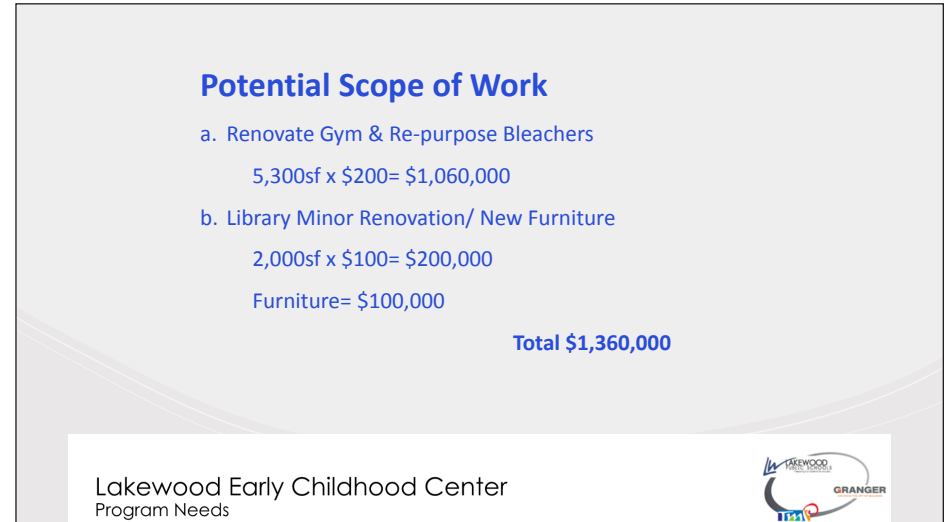 Potential Scope of Work
a. Renovate Gym & Re-purpose Bleachers
5,300sf x $200= $1,060,000
b. Library Minor Renovation/ New Furniture
2,000sf x $100= $200,000
Furniture= $100,000
Total $1,360,000
Lakewood Early Childhood Center
Program Needs
LAKEWOOD
PUBLIC SCHOOLS
GRANGER